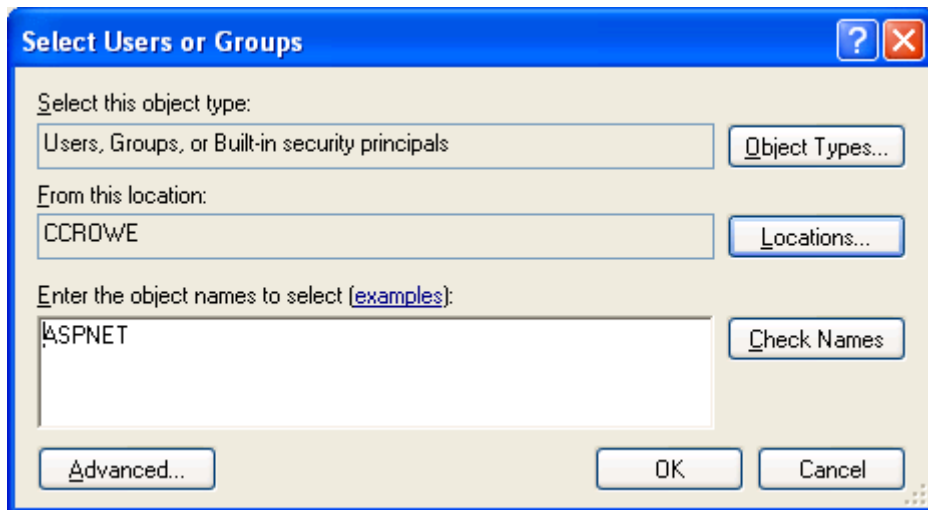 Select Users or Groups
Select this object type:
Users, Groups, or Built-in security principals
Object Types...
From this location:
CCROWE
Locations...
Enter the object names to select (examples):
ASPNET
Check Names
Advanced...
OK
Cancel